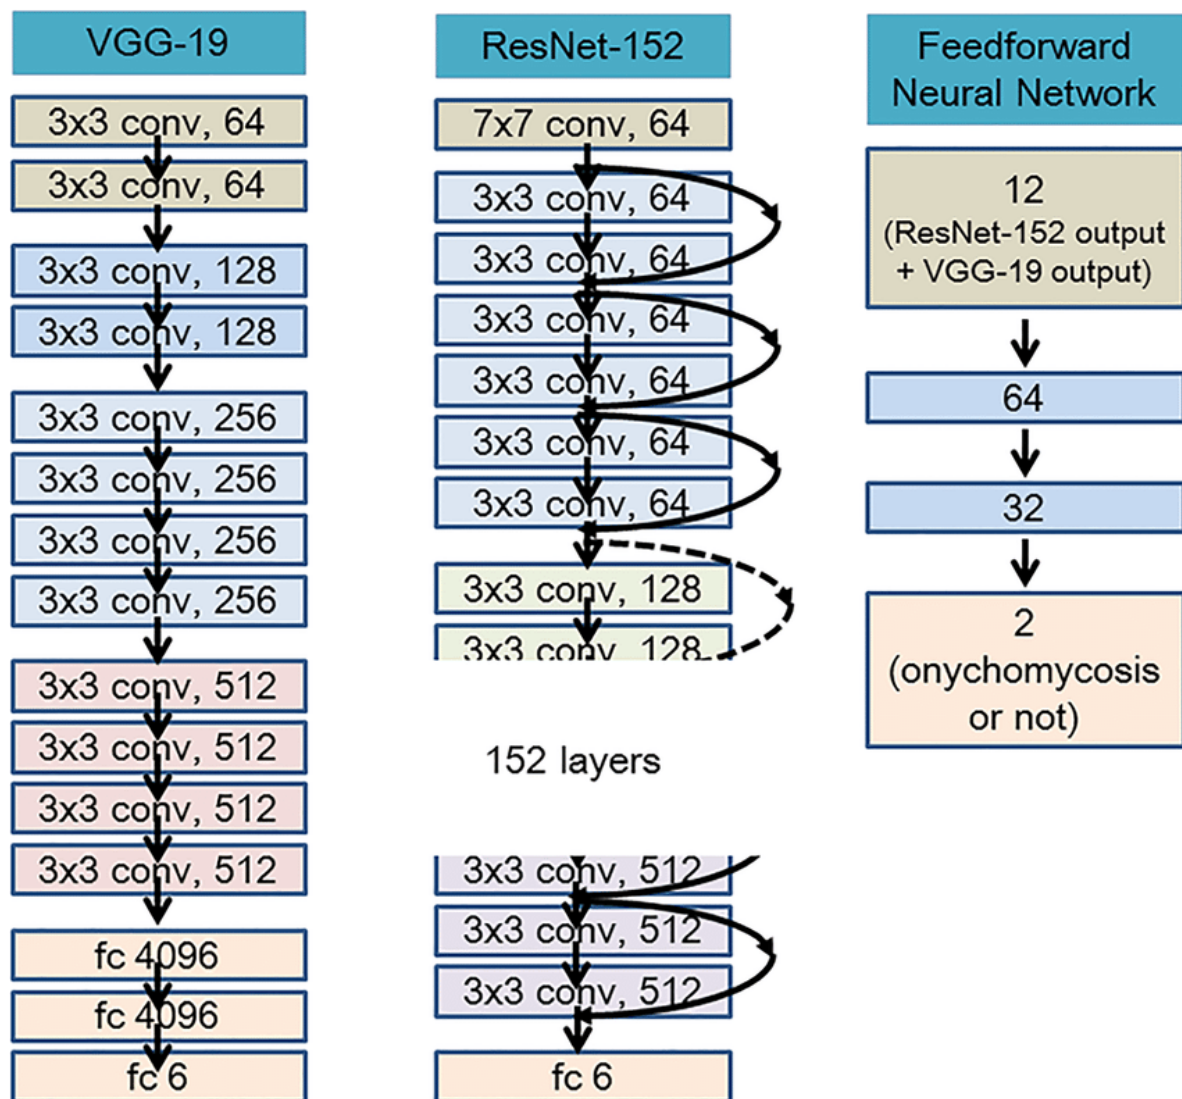 VGG-19
3x3 conv, 64
3x3 conv, 64
3x3 conv, 128
3x3 conv, 128
3x3 conv, 256
3x3 conv, 256
3x3 conv, 256
3x3 conv, 256
3x3 conv, 512
3x3 conv, 512
3x3 conv, 512
3x3 conv, 512
fc 4096
fc 4096
fc 6
ResNet-152
7x7 conv, 64
3x3 conv, 64
3x3 conv, 64
3x3 conv, 64
3x3 conv, 64
3x3 conv, 64
3x3 conv, 64
3x3 conv, 128
3x3 conv, 128
152 layers
3x3 conv, 512
3x3 conv, 512
3x3 conv, 512
fc 6
Feedforward
Neural Network
12
(ResNet-152 output
+ VGG-19 output)
64
32
2
(onychomycosis
or not)